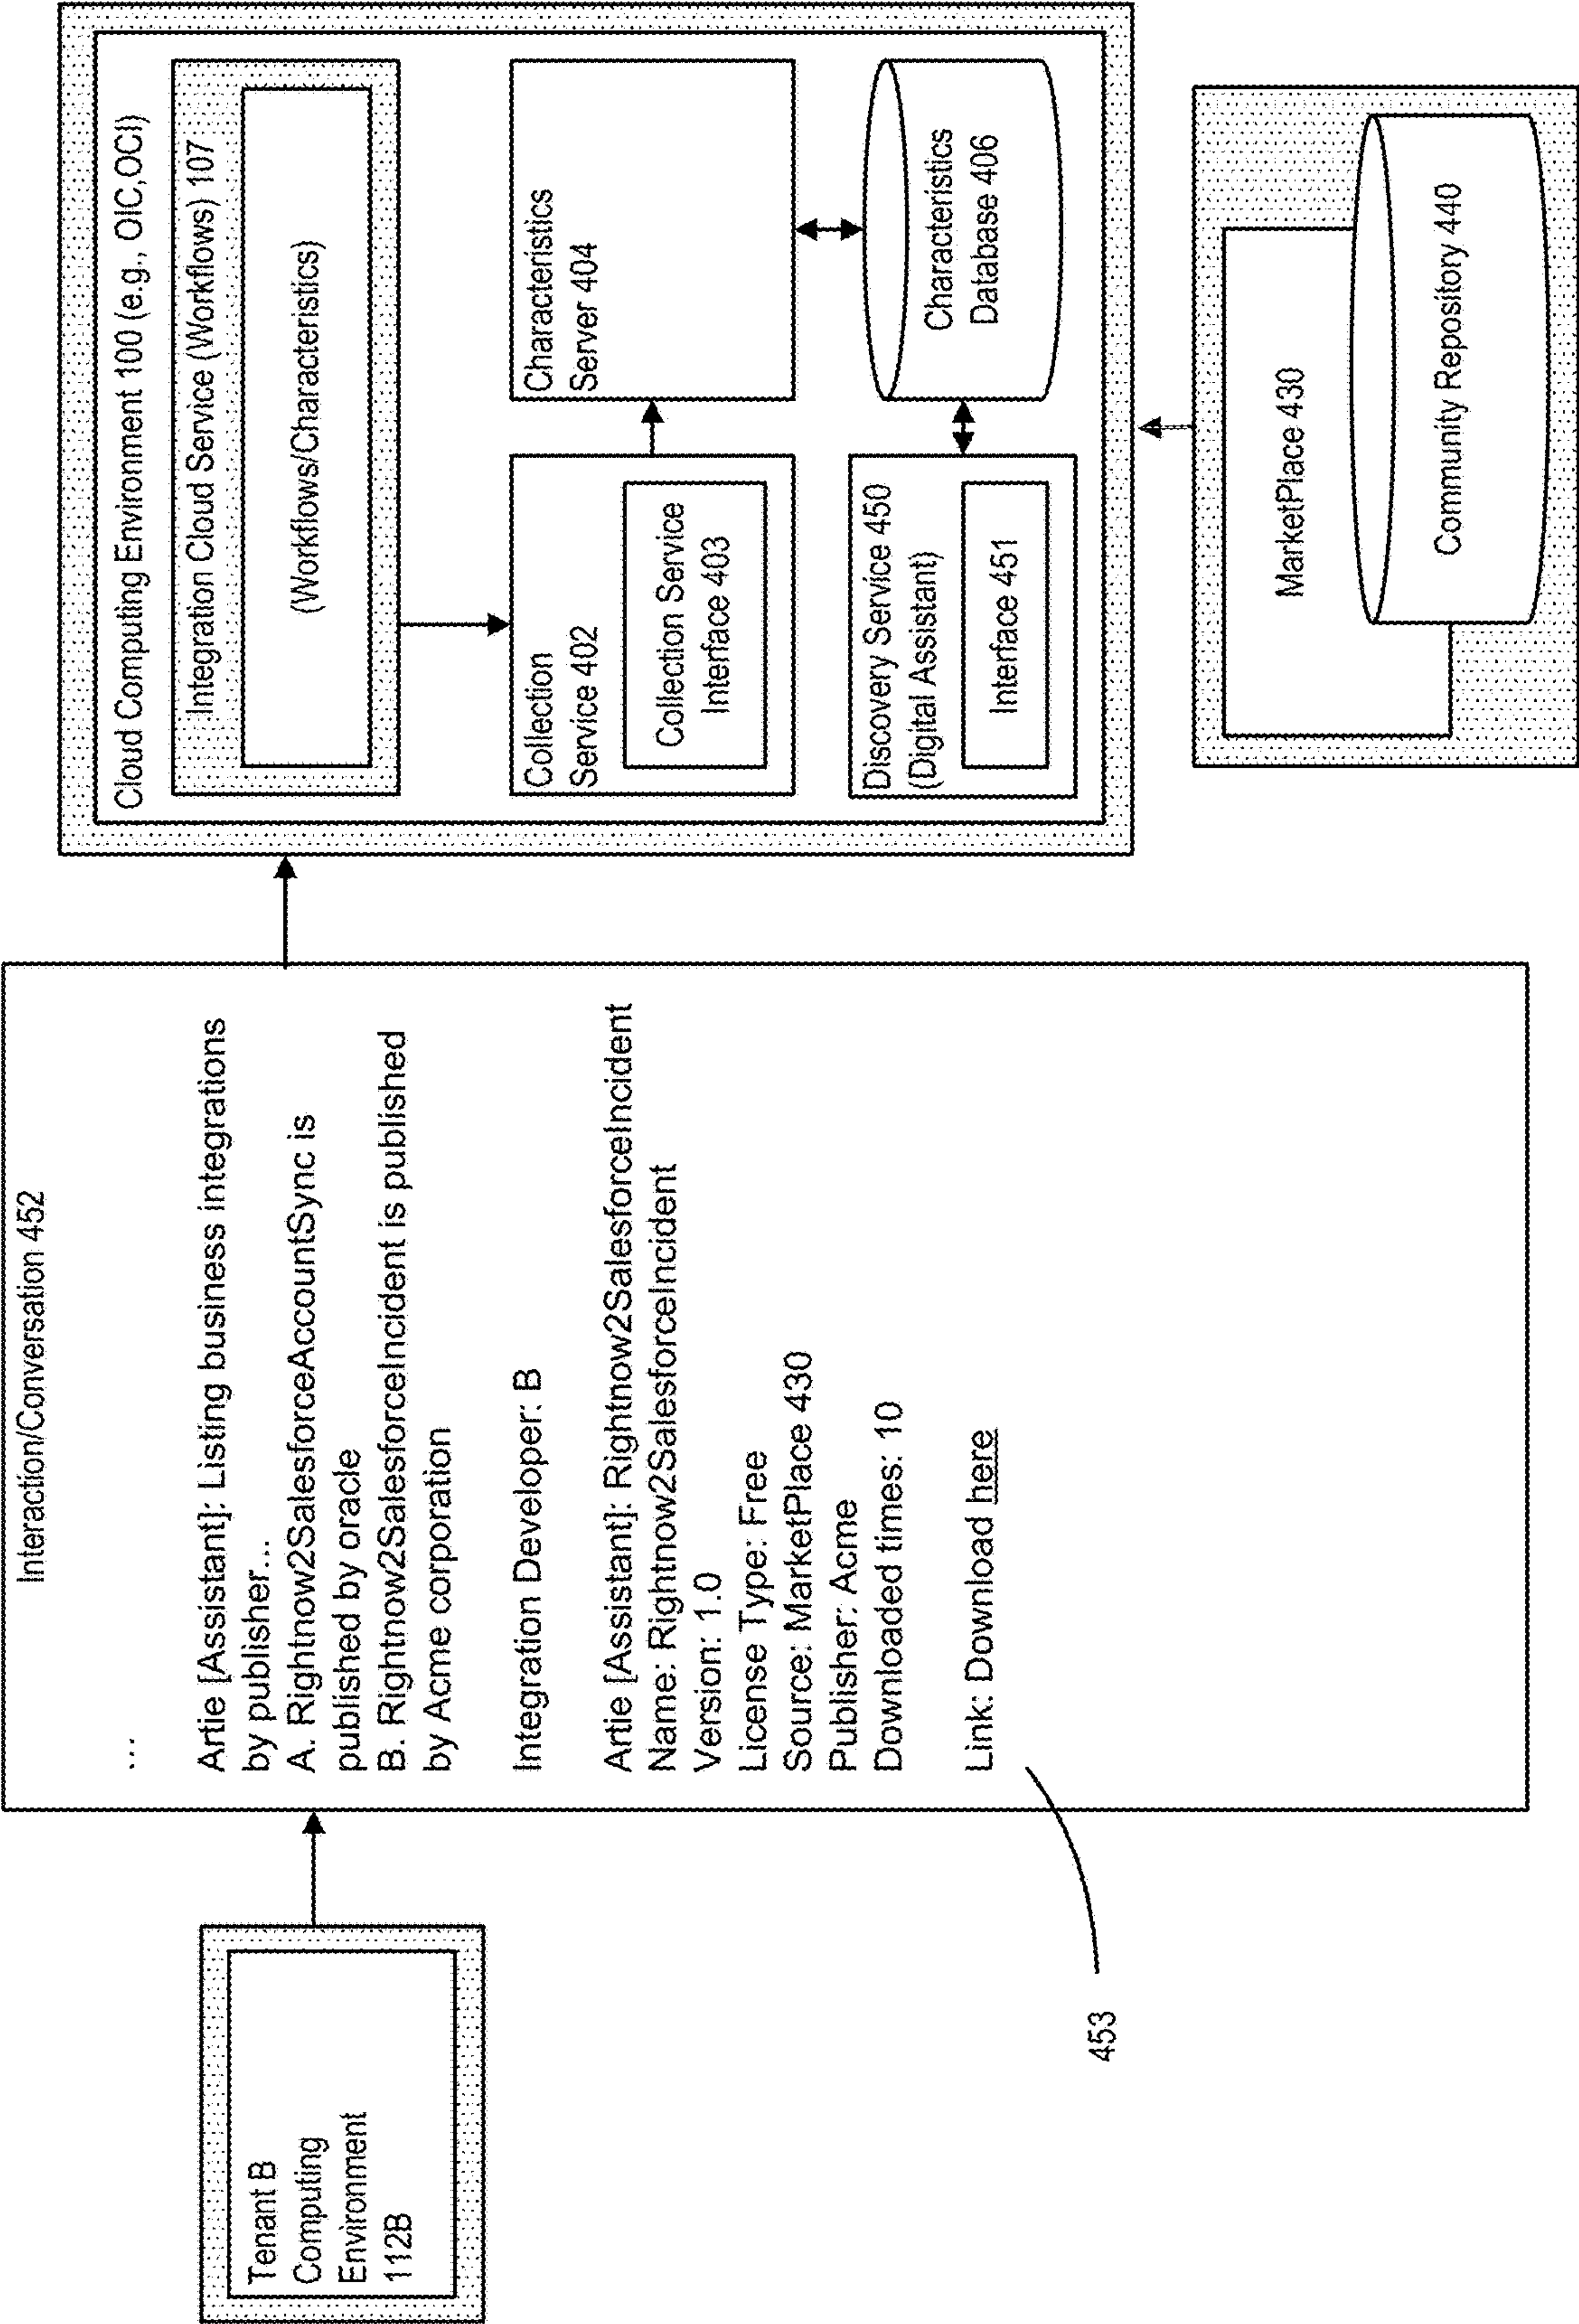 Tenant B
Computing
Environment
112B
Interaction/Conversation 452
...
Artie [Assistant]: Listing business integrations
by publisher...
A. Rightnow2SalesforceAccountSync is
published by oracle
B. Rightnow2SalesforceIncident is published
by Acme corporation
Integration Developer: B
Artie [Assistant]: Rightnow2SalesforceIncident
Name: Rightnow2SalesforceIncident
Version: 1.0
License Type: Free
Source: MarketPlace 430
Publisher: Acme
Downloaded times: 10
Link: Download here
453
Cloud Computing Environment 100 (e.g., OIC,OCI)
Integration Cloud Service (Workflows) 107
(Workflows/Characteristics)
Collection
Service 402
Collection Service
Interface 403
Characteristics
Server 404
Discovery Service 450
(Digital Assistant)
Interface 451
Characteristics
Database 406
MarketPlace 430
Community Repository 440